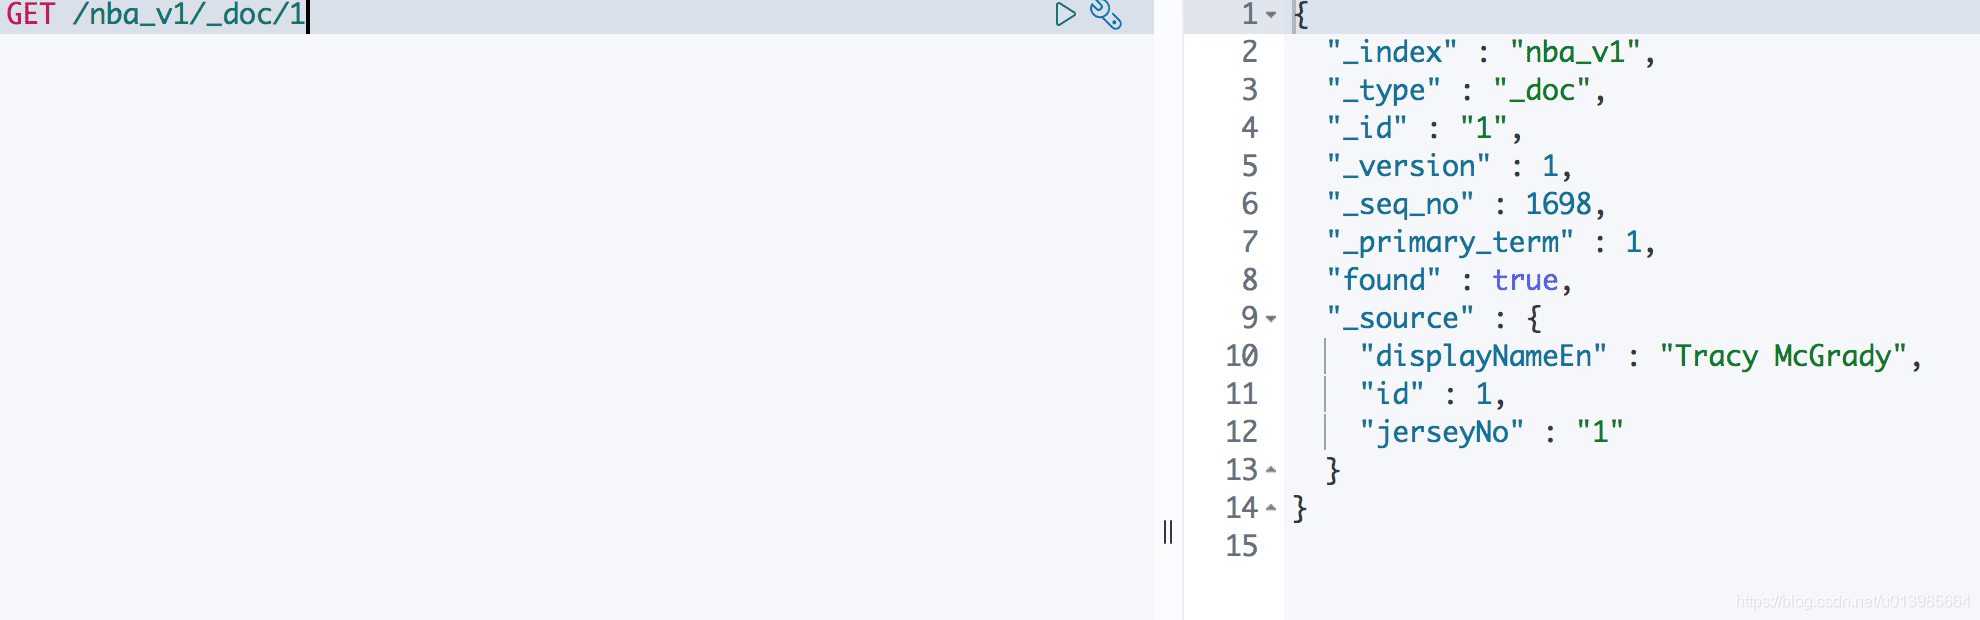 GET /nba_v1/_doc/1
1 {
2 "_index" : "nba_v1",
3 "_type" : "_doc",
4 "_id" : "1",
5 "_version" : 1,
6 "_seq_no" : 1698,
7 "_primary_term" : 1,
8 "found" : true,
9 "_source" : {
10 "displayNameEn" : "Tracy McGrady",
11 "id" : 1,
12 "jerseyNo" : "1"
13 }
14 }
15
https://blog.csdn.net/u013985664